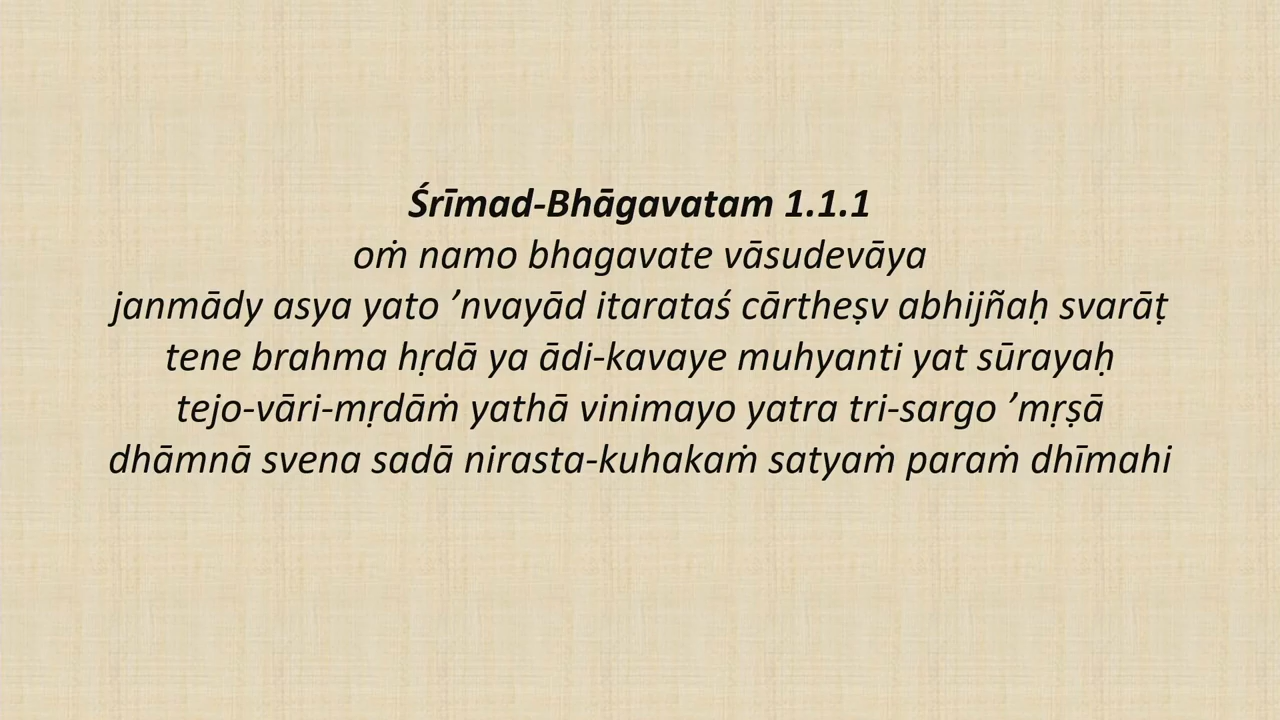 Śrīmad-Bhāgavatam 1.1.1
oṁ namo bhagavate vāsudevāya
janmādy asya yato ’nvayād itarataś cārtheṣv abhijñaḥ svarāṭ
tene brahma hṛdā ya ādi-kavaye muhyanti yat sūrayaḥ
tejo-vāri-mṛdāṁ yathā vinimayo yatra tri-sargo ’mṛṣā
dhāmnā svena sadā nirasta-kuhakaṁ satyaṁ paraṁ dhīmahi